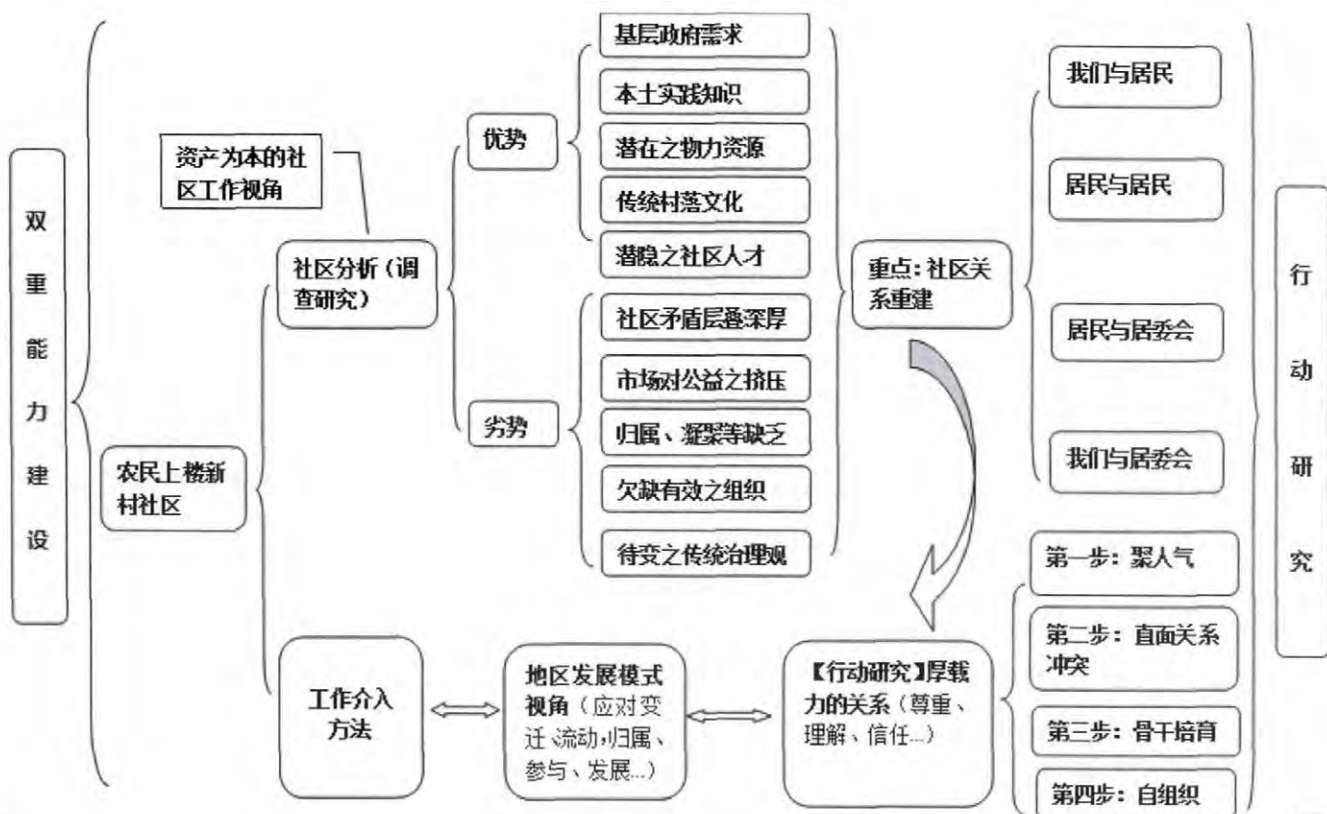 双重能力建设
农民上楼新
村社区
资产为本的社
区工作视角
社区分析（调
查研究）
优势
基层政府需求
本土实践知识
潜在之物力资源
传统村落文化
潜隐之社区人才
劣势
社区矛盾层叠深厚
市场对公益之挤压
归属、凝聚等缺乏
欠缺有效之组织
待变之传统治理观
重点：社区关
系重建
我们与居民
居民与居民
居民与居委会
我们与居委会
工作介入
方法
地区发展模式
视角（应对变
迁、流动,归属、
参与、发展…）
【行动研究】厚载
力的关系（尊重、
理解、信任…）
第一步：聚人气
第二步：直面关系
冲突
第三步：骨干培育
第四步：自组织
行动研究